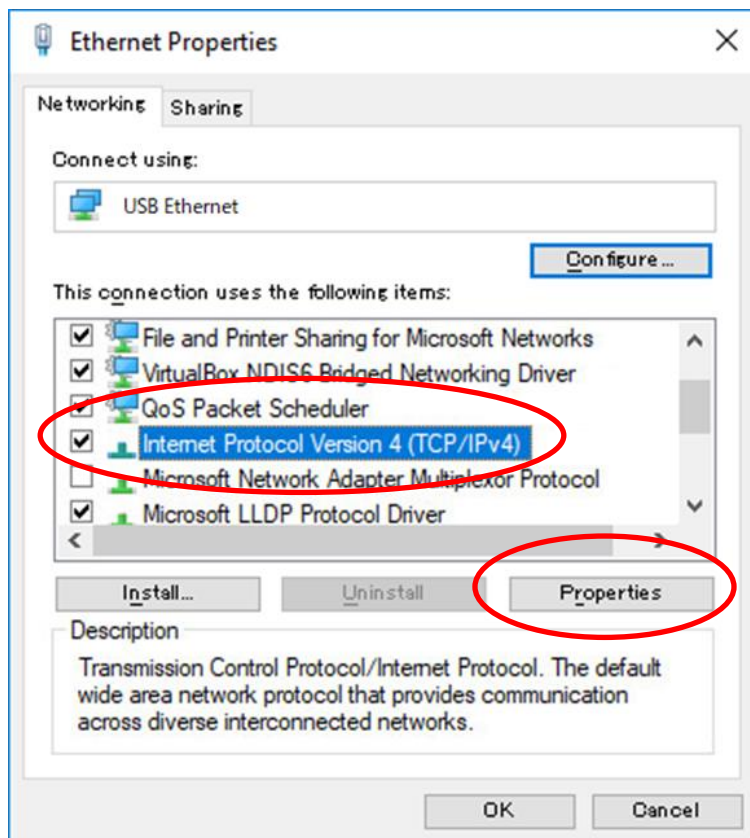 Ethernet Properties
Networking
Sharing
Connect using:
USB Ethernet
Configure...
This connection uses the following items:
File and Printer Sharing for Microsoft Networks
VirtualBox NDIS6 Bridged Networking Driver
QoS Packet Scheduler
Internet Protocol Version 4 (TCP/IPv4)
Microsoft Network Adapter Multiplexor Protocol
Microsoft LLDP Protocol Driver
Install...
Uninstall
Properties
Description
Transmission Control Protocol/Internet Protocol. The default
wide area network protocol that provides communication
across diverse interconnected networks.
OK
Cancel